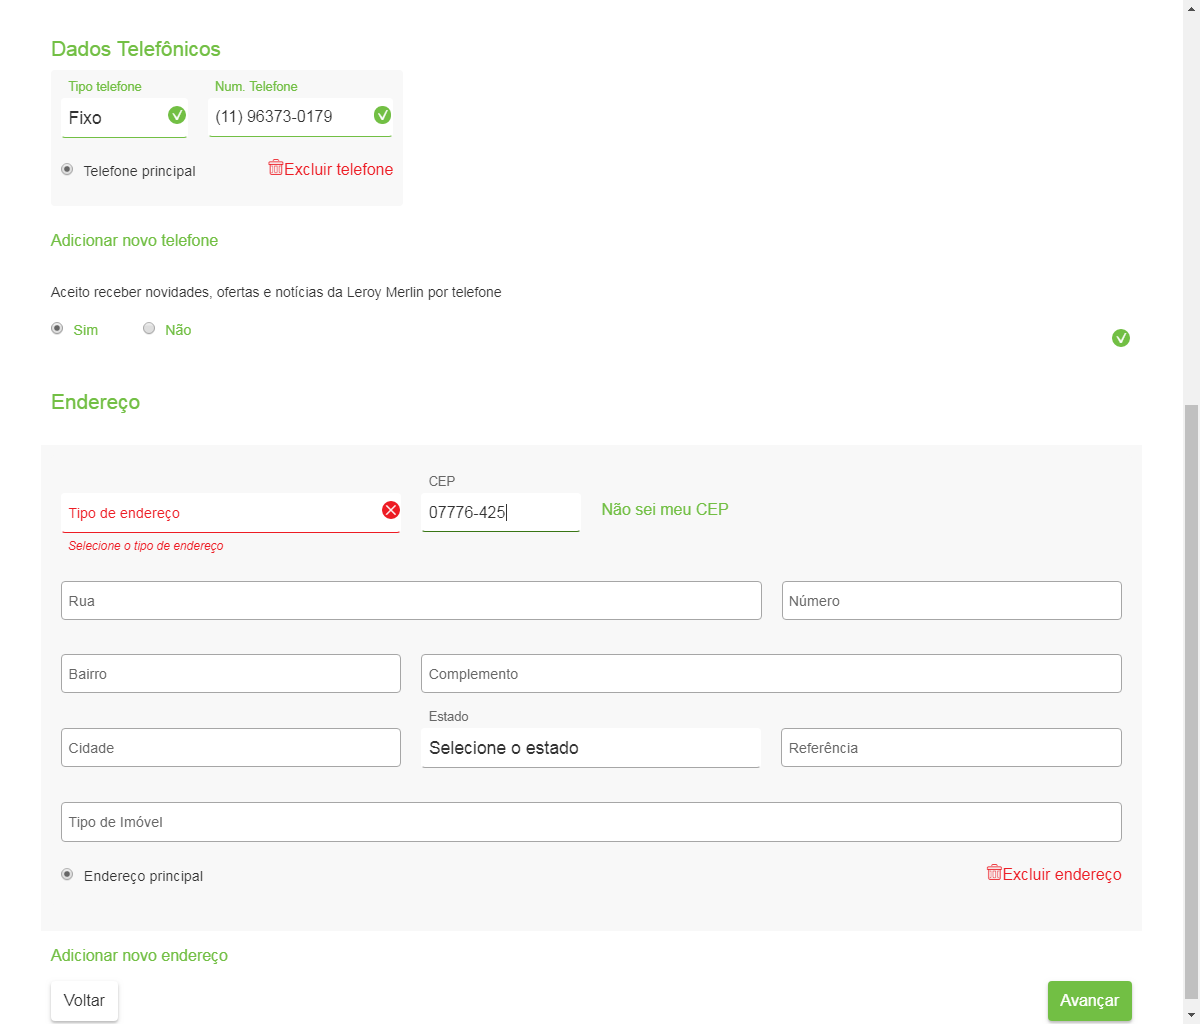 Dados Telefônicos
Tipo telefone
Num. Telefone
Fixo
(11) 96373-0179
Telefone principal
Excluir telefone
Adicionar novo telefone
Aceito receber novidades, ofertas e notícias da Leroy Merlin por telefone
Sim
Não
Endereço
CEP
Tipo de endereço
07776-425
Não sei meu CEP
Selecione o tipo de endereço
Rua
Número
Bairro
Complemento
Estado
Cidade
Selecione o estado
Referência
Tipo de Imóvel
Endereço principal
Excluir endereço
Adicionar novo endereço
Voltar
Avançar